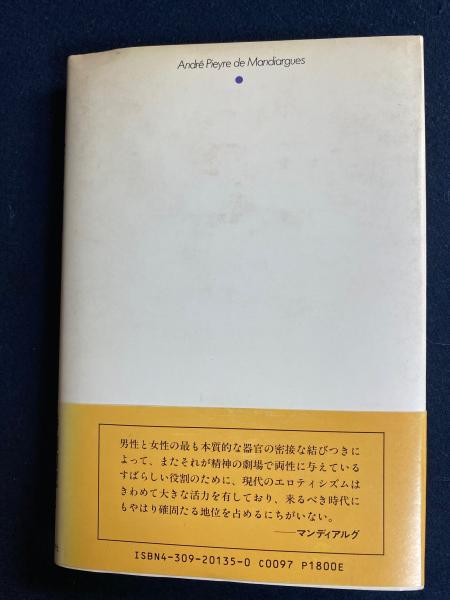 André Pieyre de Mandiargues
男性と女性の最も本質的な器官の密接な結びつきに
よって、またそれが精神の劇場で両性に与えている
すばらしい役割のために、現代のエロティシズムは
きわめて大きな活力を有しており、来るべき時代に
もやはり確固たる地位を占めるにちがいない。
——マンディアルグ
ISBN4-309-20135-0 C0097 P1800E